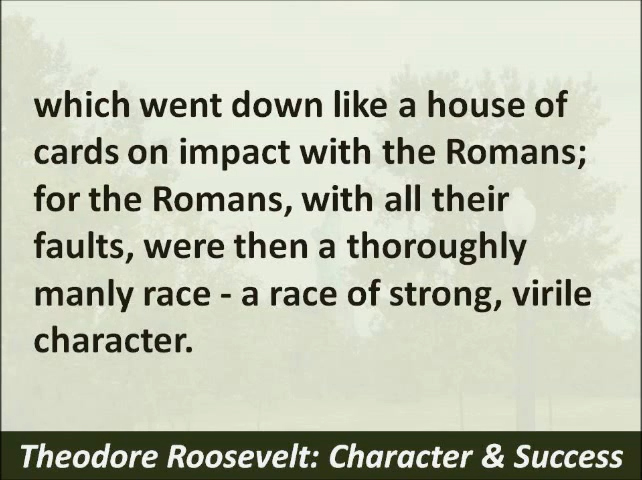 which went down like a house of
cards on impact with the Romans;
for the Romans, with all their
faults, were then a thoroughly
manly race - a race of strong, virile
character.
Theodore Roosevelt: Character & Success